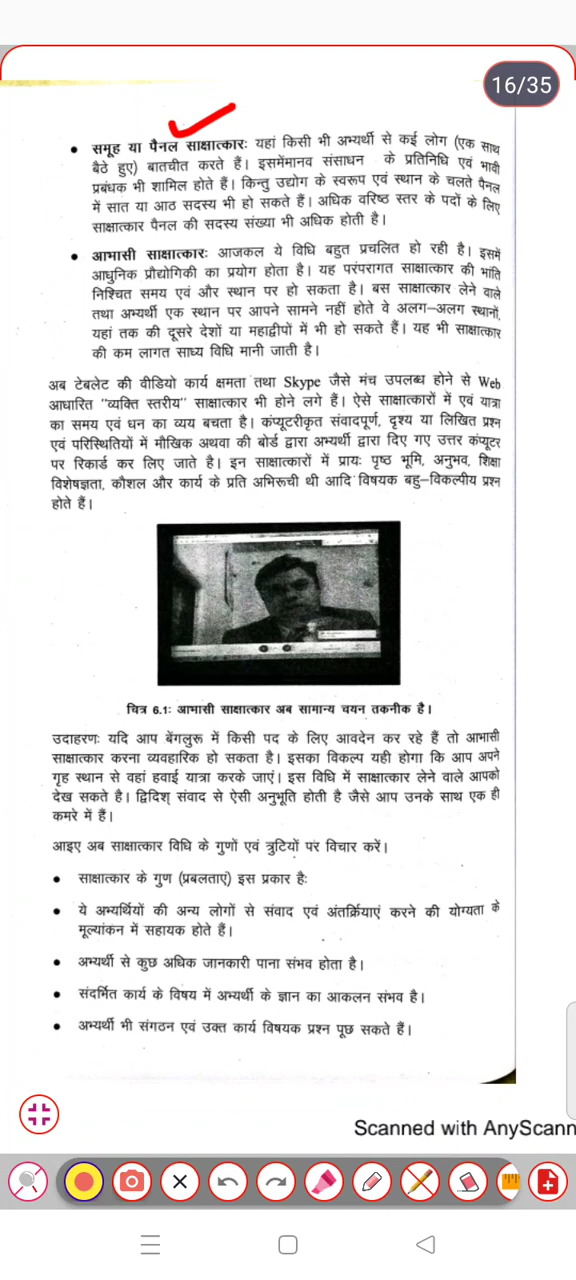 16/35
• समूह या पैनल साक्षात्कारः यहां किसी भी अभ्यर्थी से कई लोग (एक साथ
बैठे हुए) बातचीत करते हैं। इसमेंमानव संसाधन के प्रतिनिधि एवं भावी
प्रबंधक भी शामिल होते हैं। किन्तु उद्योग के स्वरूप एवं स्थान के चलते पैनल
में सात या आठ सदस्य भी हो सकते हैं। अधिक वरिष्ठ स्तर के पदों के लिए
साक्षात्कार पैनल की सदस्य संख्या भी अधिक होती है।
• आभासी साक्षात्कारः आजकल ये विधि बहुत प्रचलित हो रही है। इसमें
आधुनिक प्रौद्योगिकी का प्रयोग होता है। यह परंपरागत साक्षात्कार की भांति
निश्चित समय एवं और स्थान पर हो सकता है। बस साक्षात्कार लेने वाले
तथा अभ्यर्थी एक स्थान पर आपने सामने नहीं होते वे अलग–अलग स्थानों,
यहां तक की दूसरे देशों या महाद्वीपों में भी हो सकते हैं। यह भी साक्षात्कार
की कम लागत साध्य विधि मानी जाती है।
अब टेबलेट की वीडियो कार्य क्षमता तथा Skype जैसे मंच उपलब्ध होने से Web
आधारित “व्यक्ति स्तरीय” साक्षात्कार भी होने लगे हैं। ऐसे साक्षात्कारों में एवं यात्रा
का समय एवं धन का व्यय बचता है। कंप्यूटरीकृत संवादपूर्ण, दृश्य या लिखित प्रश्न
एवं परिस्थितियों में मौखिक अथवा की बोर्ड द्वारा अभ्यर्थी द्वारा दिए गए उत्तर कंप्यूटर
पर रिकार्ड कर लिए जाते है। इन साक्षात्कारों में प्रायः पृष्ठ भूमि, अनुभव, शिक्षा
विशेषज्ञता, कौशल और कार्य के प्रति अभिरूची थी आदि विषयक बहु–विकल्पीय प्रश्न
होते हैं।
चित्र 6.1ः आभासी साक्षात्कार अब सामान्य चयन तकनीक है।
उदाहरणः यदि आप बेंगलुरू में किसी पद के लिए आवदेन कर रहे हैं तो आभासी
साक्षात्कार करना व्यवहारिक हो सकता है। इसका विकल्प यही होगा कि आप अपने
गृह स्थान से वहां हवाई यात्रा करके जाएं। इस विधि में साक्षात्कार लेने वाले आपको
देख सकते है। द्विदिश् संवाद से ऐसी अनुभूति होती है जैसे आप उनके साथ एक ही
कमरे में हैं।
आइए अब साक्षात्कार विधि के गुणों एवं त्रुटियों पर विचार करें।
• साक्षात्कार के गुण (प्रबलताएं) इस प्रकार हैः
• ये अभ्यर्थियों की अन्य लोगों से संवाद एवं अंतर्क्रियाएं करने की योग्यता के
मूल्यांकन में सहायक होते हैं।
• अभ्यर्थी से कुछ अधिक जानकारी पाना संभव होता है।
• संदर्भित कार्य के विषय में अभ्यर्थी के ज्ञान का आकलन संभव है।
• अभ्यर्थी भी संगठन एवं उक्त कार्य विषयक प्रश्न पूछ सकते हैं।
Scanned with AnyScann